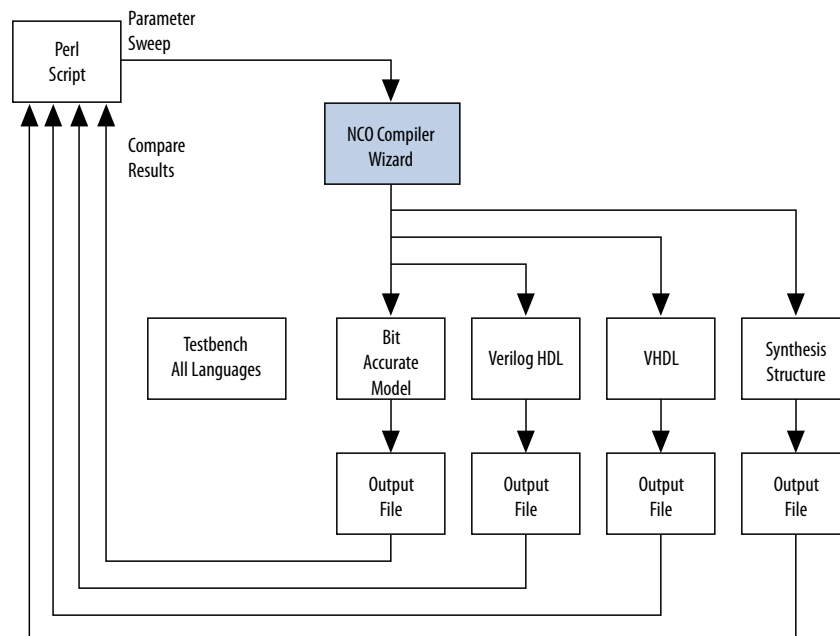 Parameter
Sweep
Perl
Script
NCO Compiler
Wizard
Compare
Results
Testbench
All Languages
Bit
Accurate
Model
Verilog HDL
VHDL
Synthesis
Structure
Output
File
Output
File
Output
File
Output
File